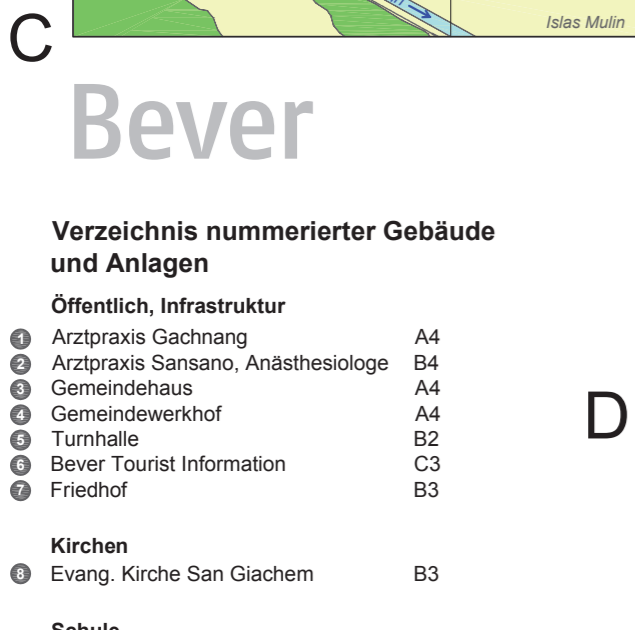 Islas Mulin
C
Bever
Verzeichnis nummerierter Gebäude
und Anlagen
Öffentlich, Infrastruktur
1 Arztpraxis Gachnang A4
2 Arztpraxis Sansano, Anästhesiologe B4
3 Gemeindehaus A4
4 Gemeindewerkhof A4
D
5 Turnhalle B2
6 Bever Tourist Information C3
7 Friedhof B3
Kirchen
8 Evang. Kirche San Giachem B3